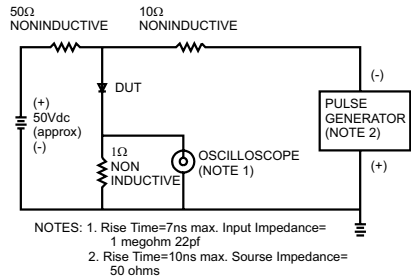 50Ω
NONINDUCTIVE
10Ω
NONINDUCTIVE
(+)
50Vdc
(approx)
(-)
DUT
1Ω
NON
INDUCTIVE
OSCILLOSCOPE
(NOTE 1)
(-)
PULSE
GENERATOR
(NOTE 2)
(+)
NOTES: 1. Rise Time=7ns max. Input Impedance=
1 megohm 22pf
2. Rise Time=10ns max. Sourse Impedance=
50 ohms